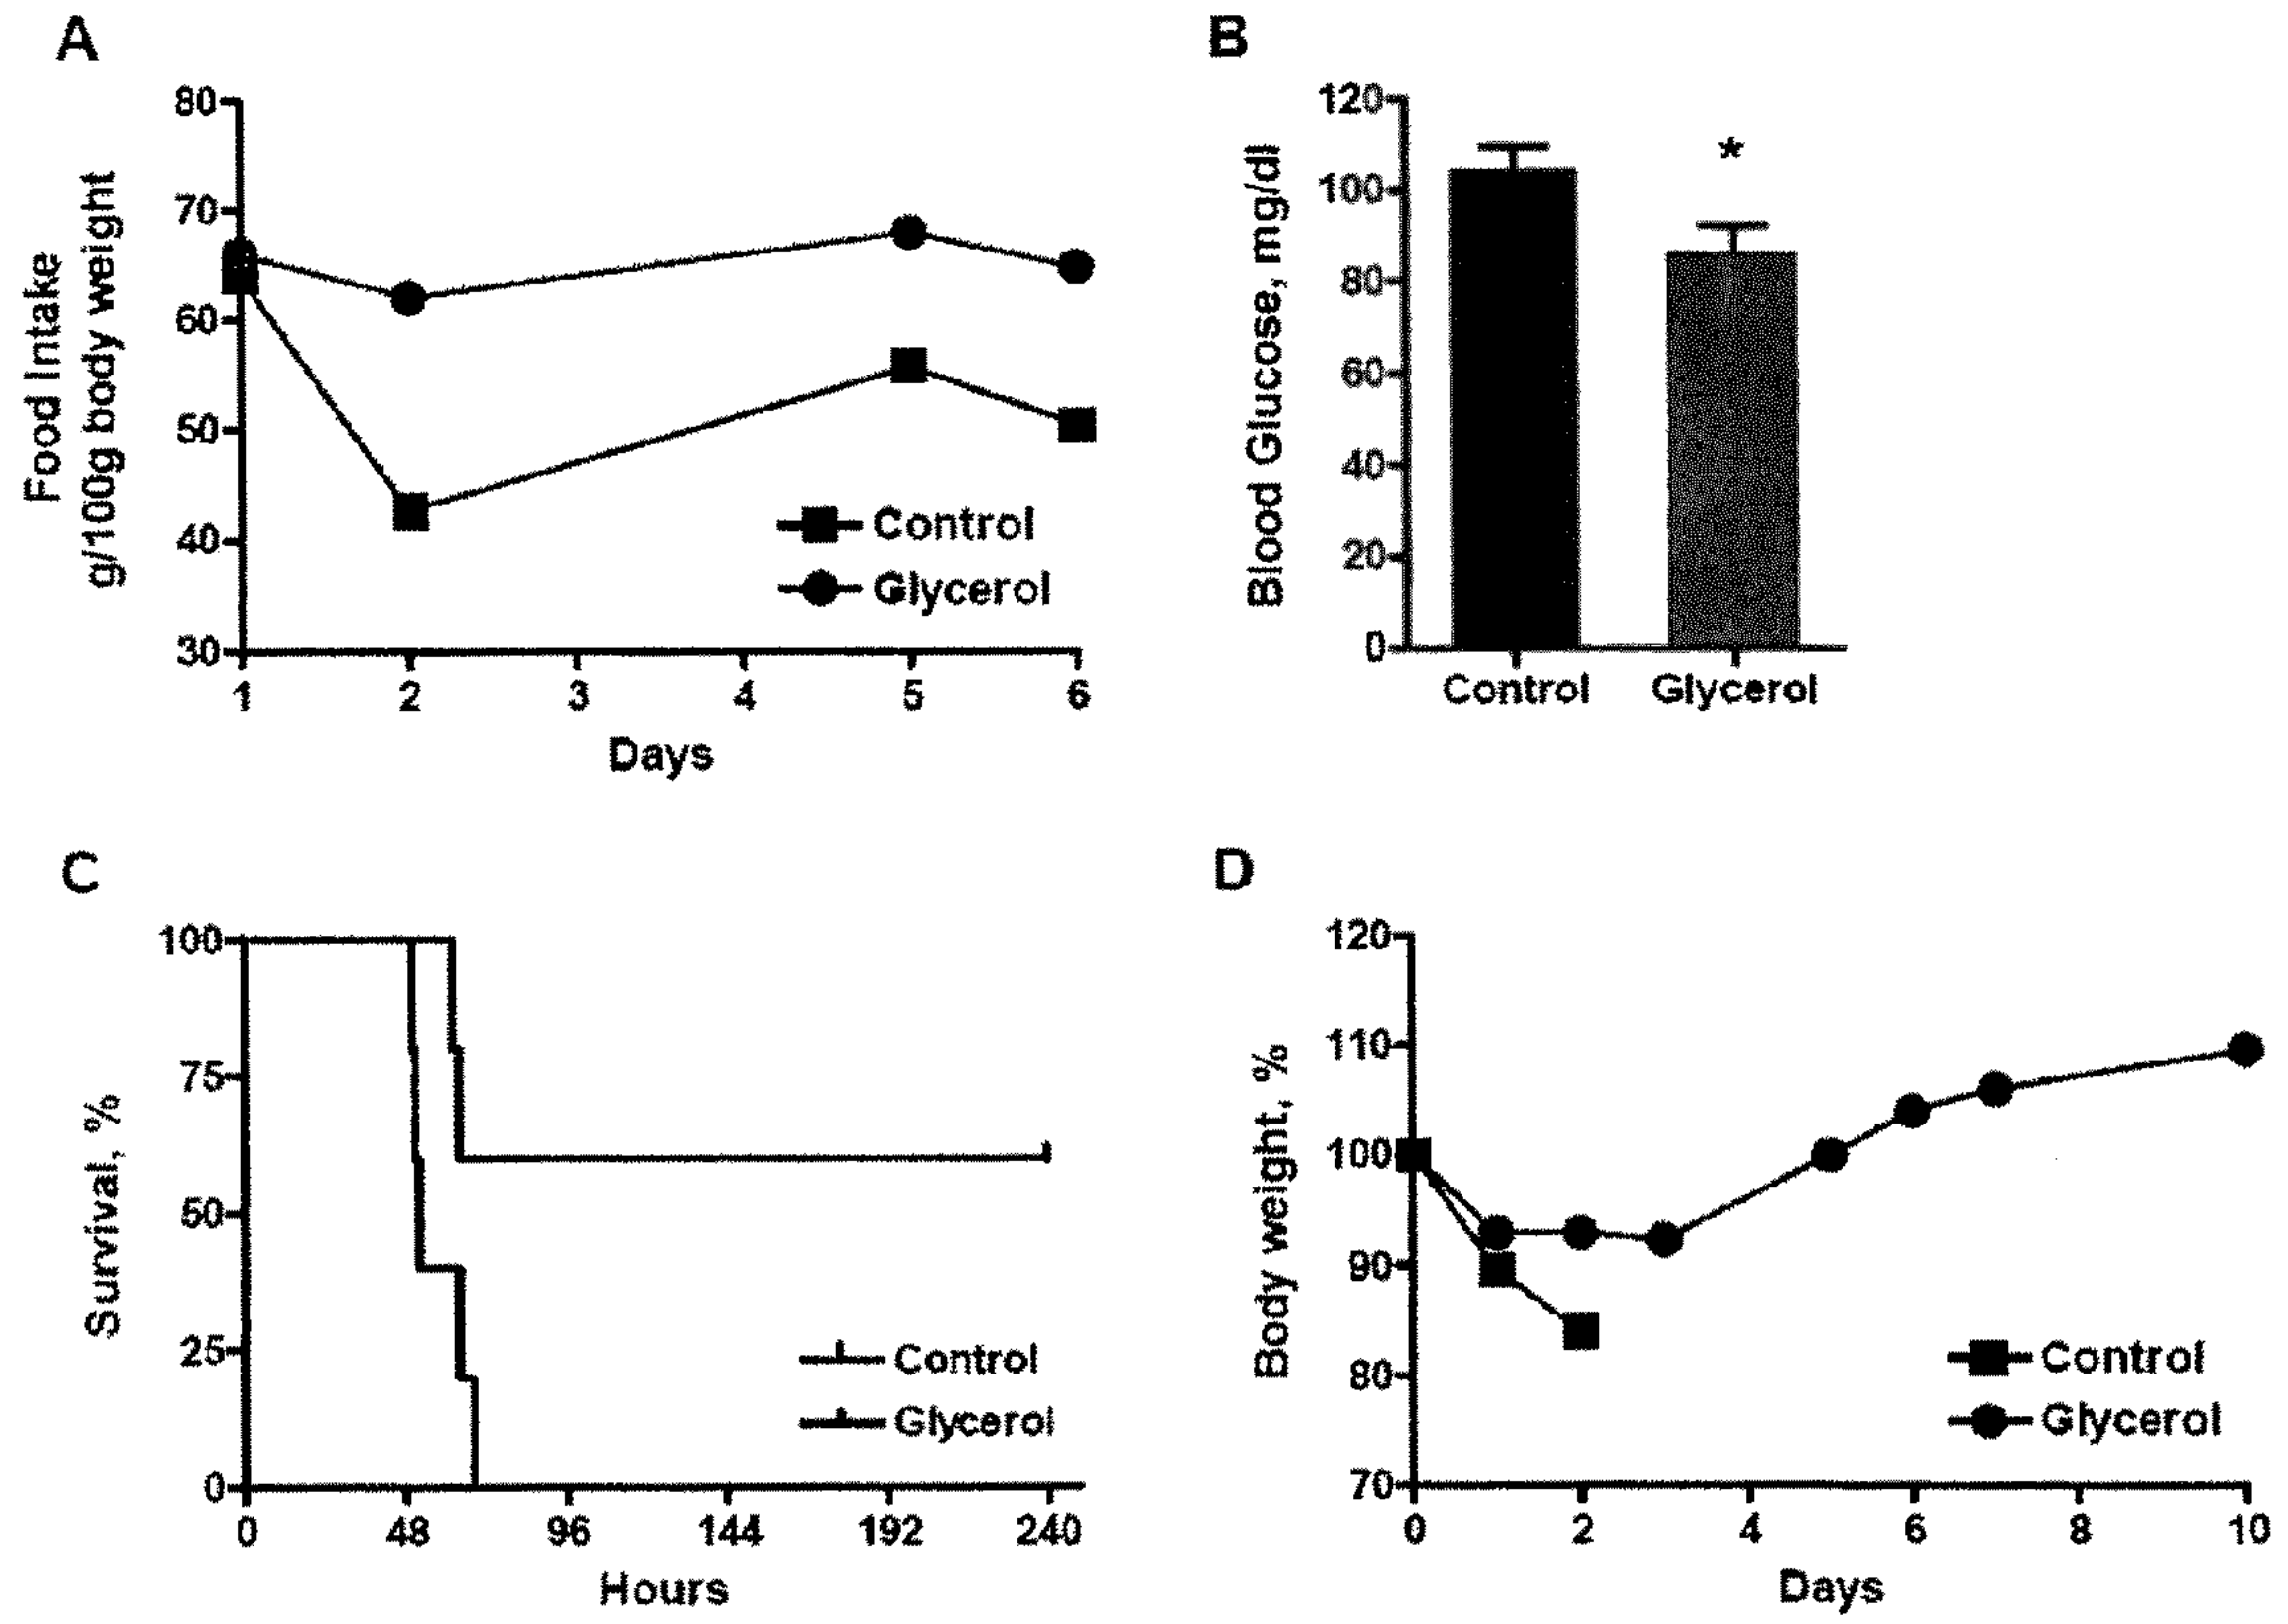 A
80
70
60
50
40
30
Food Intake
g/100g body weight
1 2 3 4 5 6
Days
Control
Glycerol
B
120
100
80
60
40
20
0
Blood Glucose, mg/dl
*
Control Glycerol
C
100
75
50
25
0
Survival, %
0 48 96 144 192 240
Hours
Control
Glycerol
D
120
110
100
90
80
70
Body weight, %
0 2 4 6 8 10
Days
Control
Glycerol